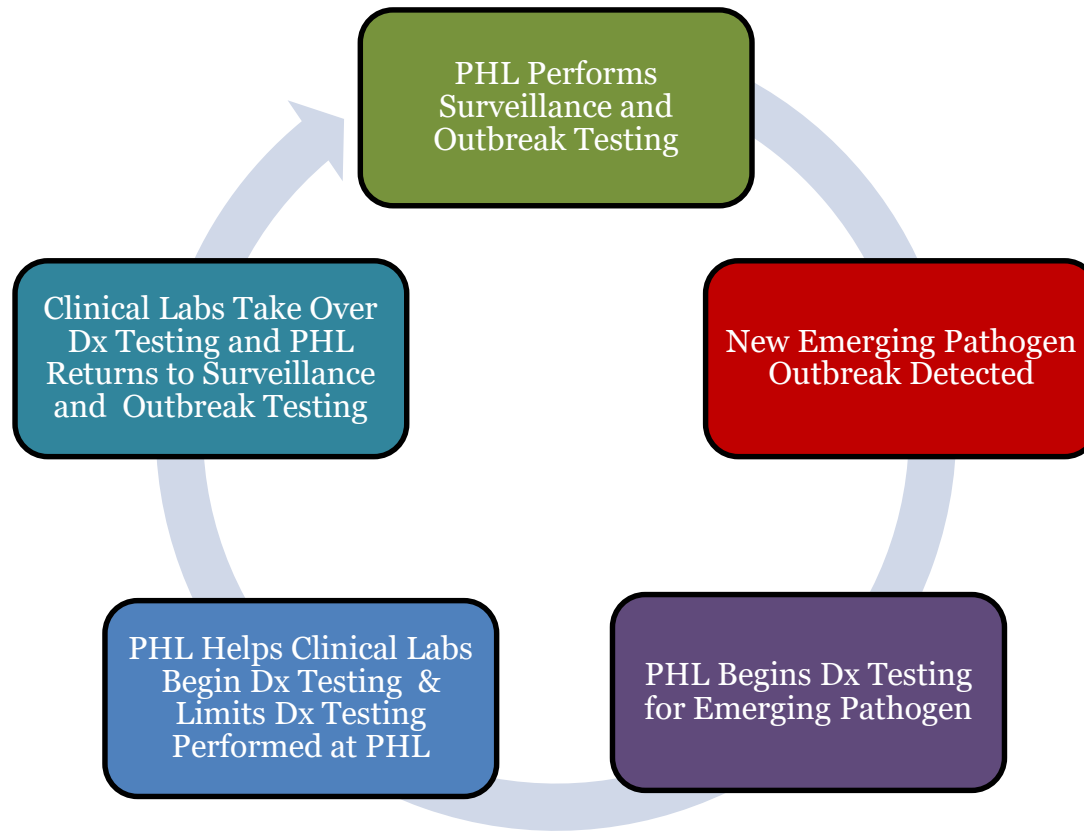 PHL Performs
Surveillance and
Outbreak Testing
New Emerging Pathogen
Outbreak Detected
PHL Begins Dx Testing
for Emerging Pathogen
PHL Helps Clinical Labs
Begin Dx Testing &
Limits Dx Testing
Performed at PHL
Clinical Labs Take Over
Dx Testing and PHL
Returns to Surveillance
and Outbreak Testing